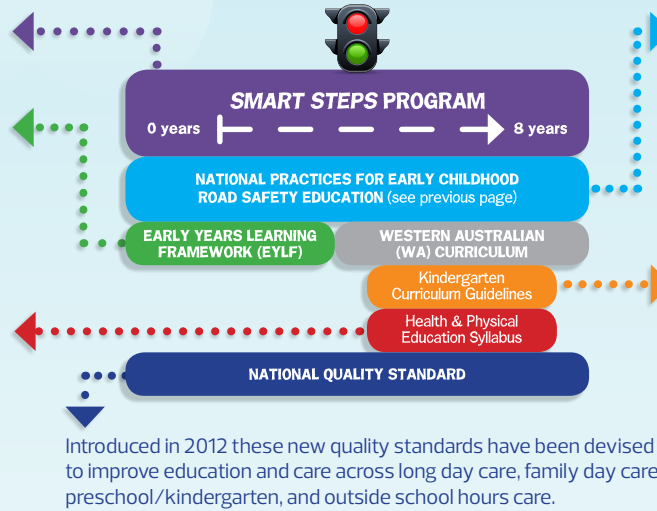 SMART STEPS PROGRAM
0 years 8 years
NATIONAL PRACTICES FOR EARLY CHILDHOOD
ROAD SAFETY EDUCATION (see previous page)
EARLY YEARS LEARNING
FRAMEWORK (EYLF)
WESTERN AUSTRALIAN
(WA) CURRICULUM
Kindergarten
Curriculum Guidelines
Health & Physical
Education Syllabus
NATIONAL QUALITY STANDARD
Introduced in 2012 these new quality standards have been devised
to improve education and care across long day care, family day care
preschool/kindergarten, and outside school hours care.